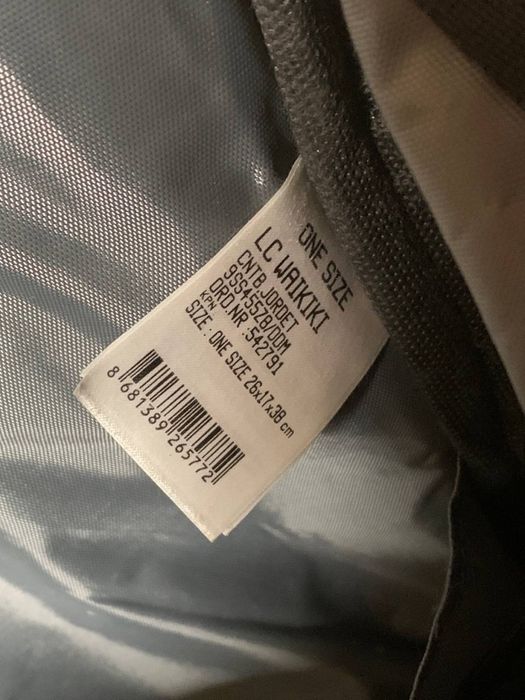 ONE SIZE
LC WAIKIKI
CNTB JORDET
9SS455Z8/DDM
ORD.NR :542791
KPK:
SIZE : ONE SIZE 26x17x38 cm
8 681389 265772